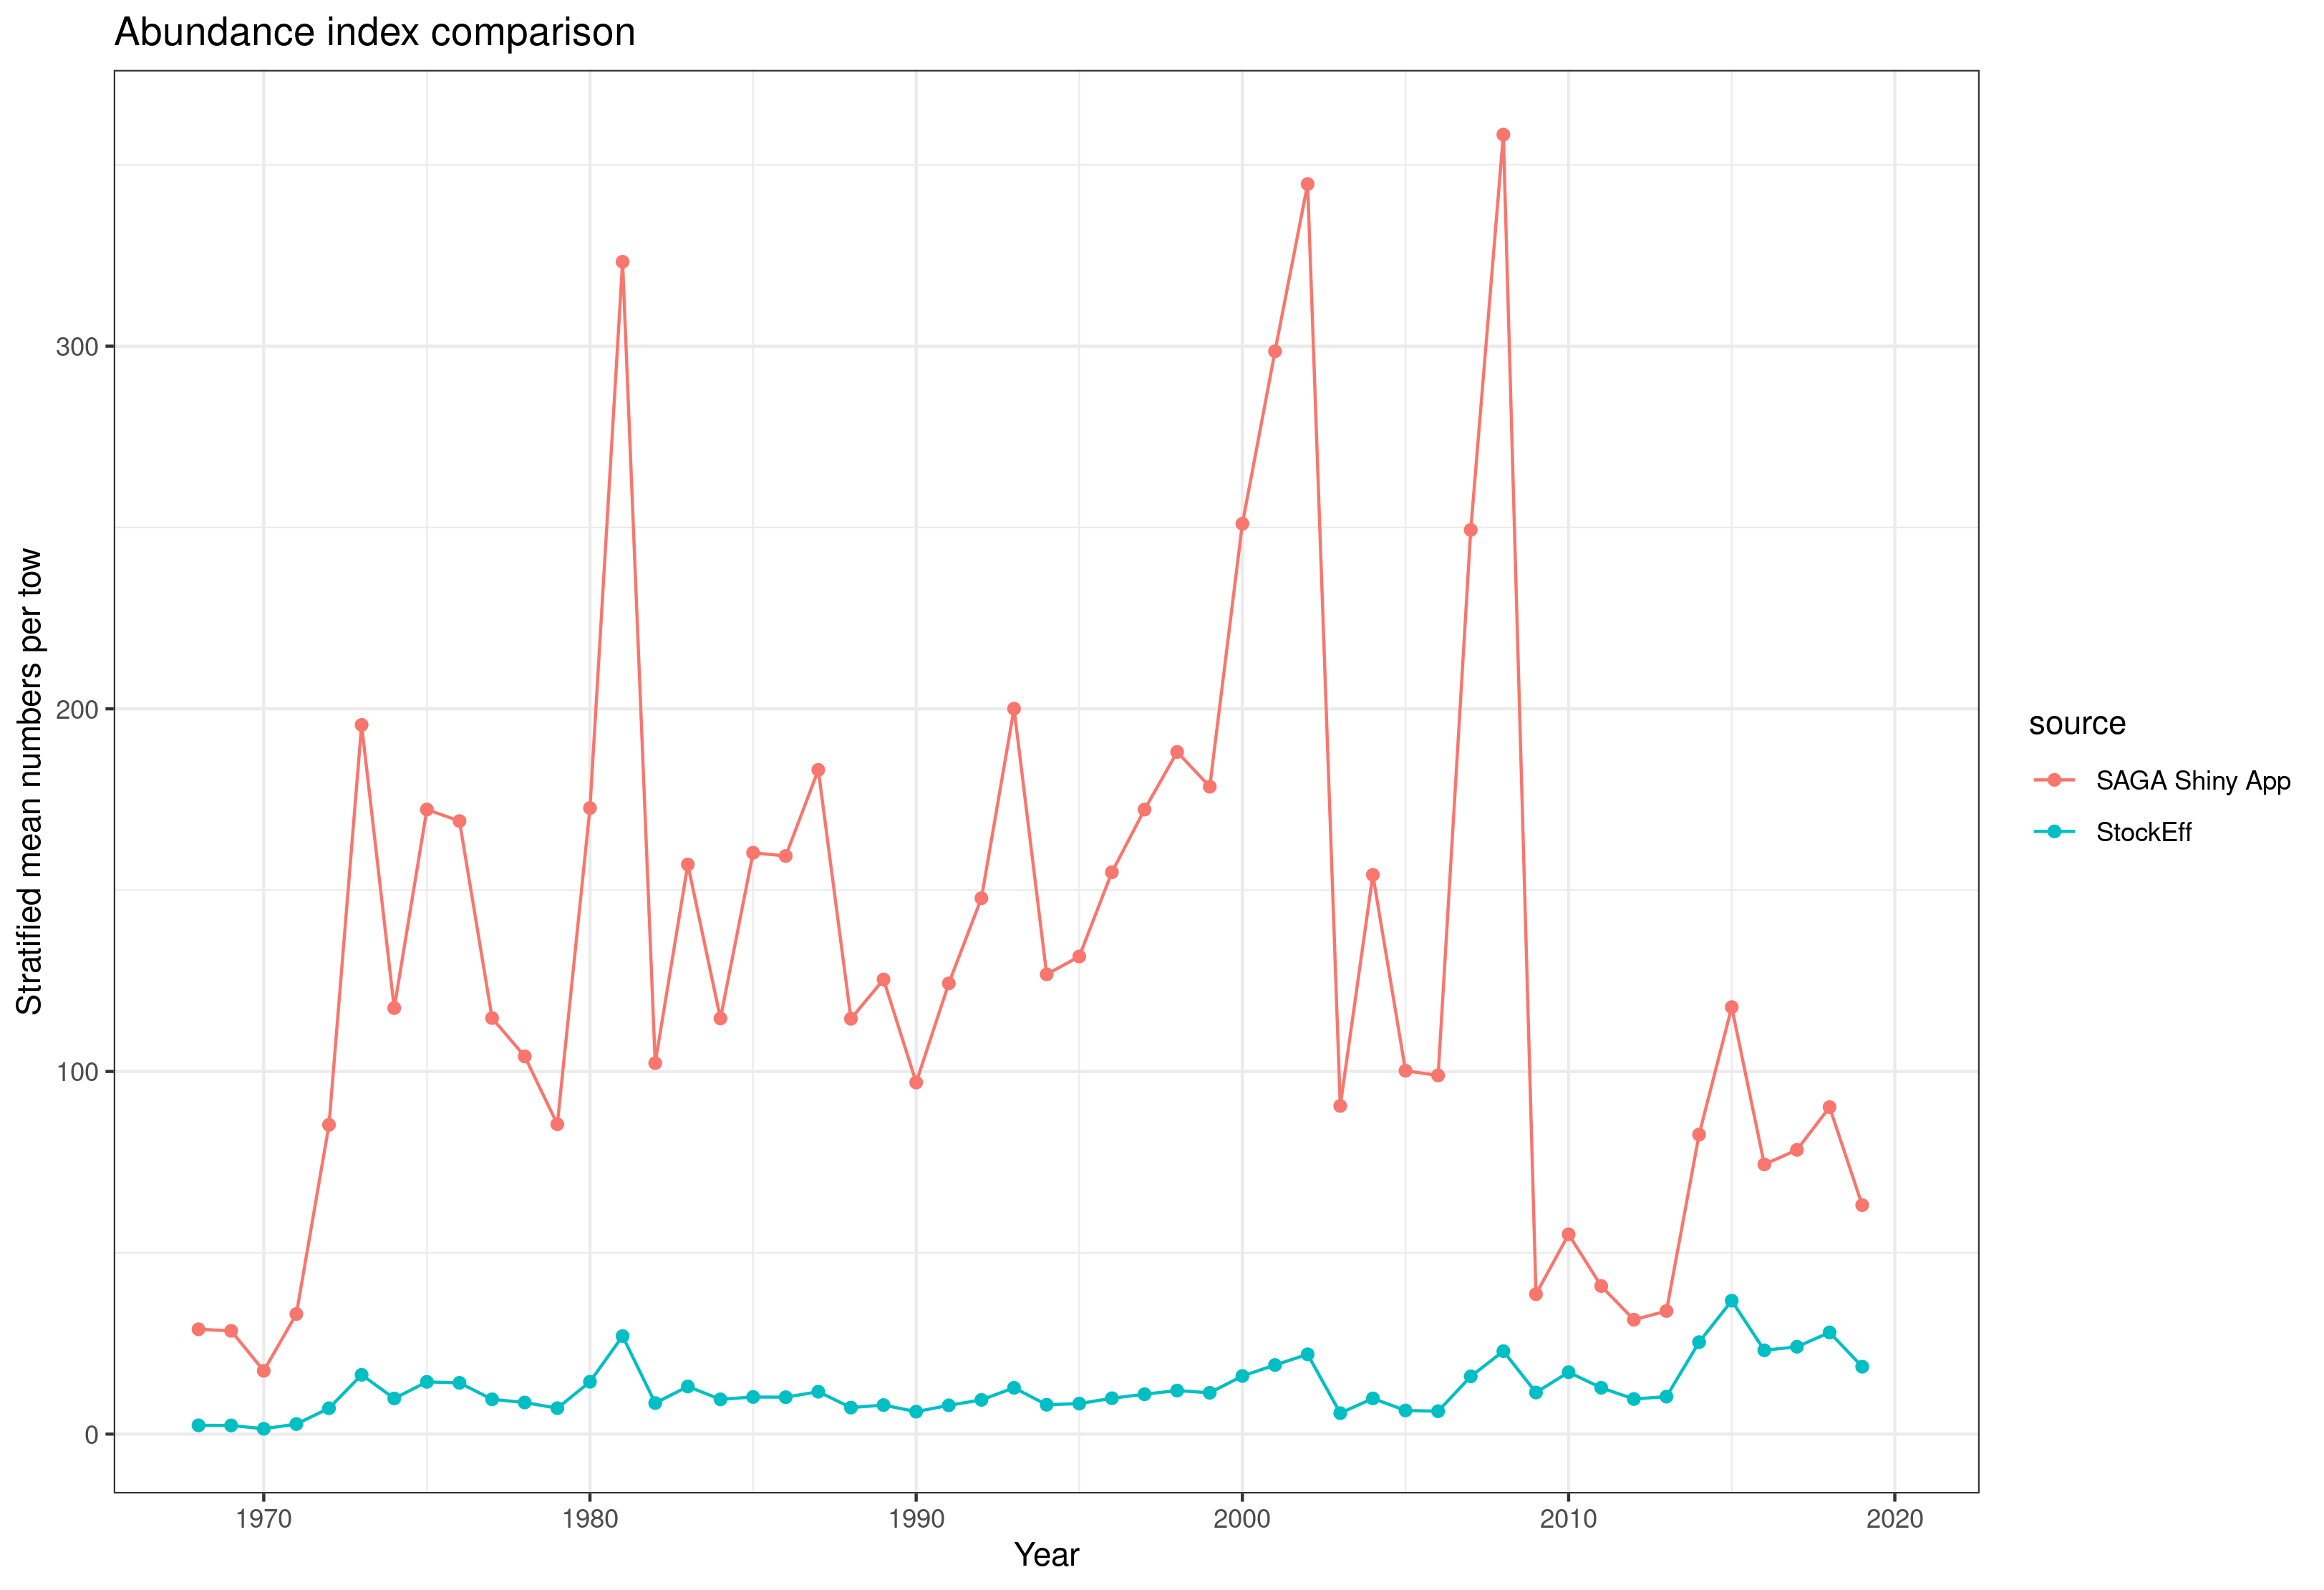 Abundance index comparison
Stratified mean numbers per tow
300
200
100
0
1970 1980 1990 2000 2010 2020
Year
source
SAGA Shiny App
StockEff